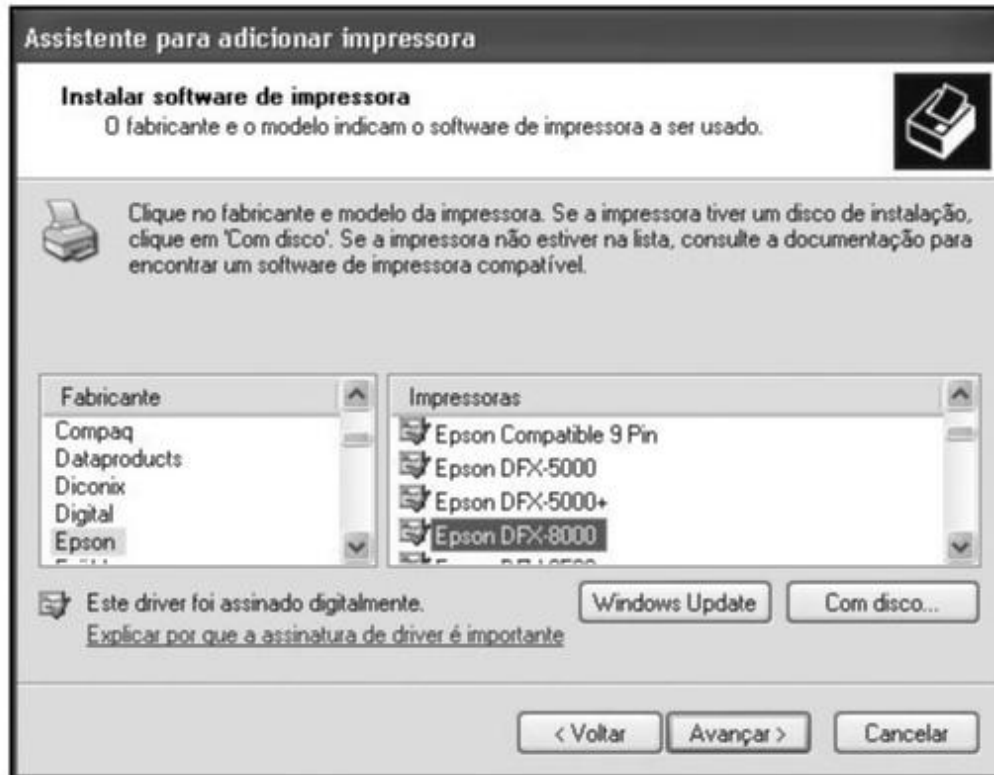 Assistente para adicionar impressora
Instalar software de impressora
O fabricante e o modelo indicam o software de impressora a ser usado.
Clique no fabricante e modelo da impressora. Se a impressora tiver um disco de instalação,
clique em 'Com disco'. Se a impressora não estiver na lista, consulte a documentação para
encontrar um software de impressora compatível.
Fabricante
Compaq
Dataproducts
Diconix
Digital
Epson
Impressoras
Epson Compatible 9 Pin
Epson DFX-5000
Epson DFX-5000+
Epson DFX-8000
Este driver foi assinado digitalmente.
Explicar por que a assinatura de driver é importante
Windows Update
Com disco...
< Voltar
Avançar >
Cancelar